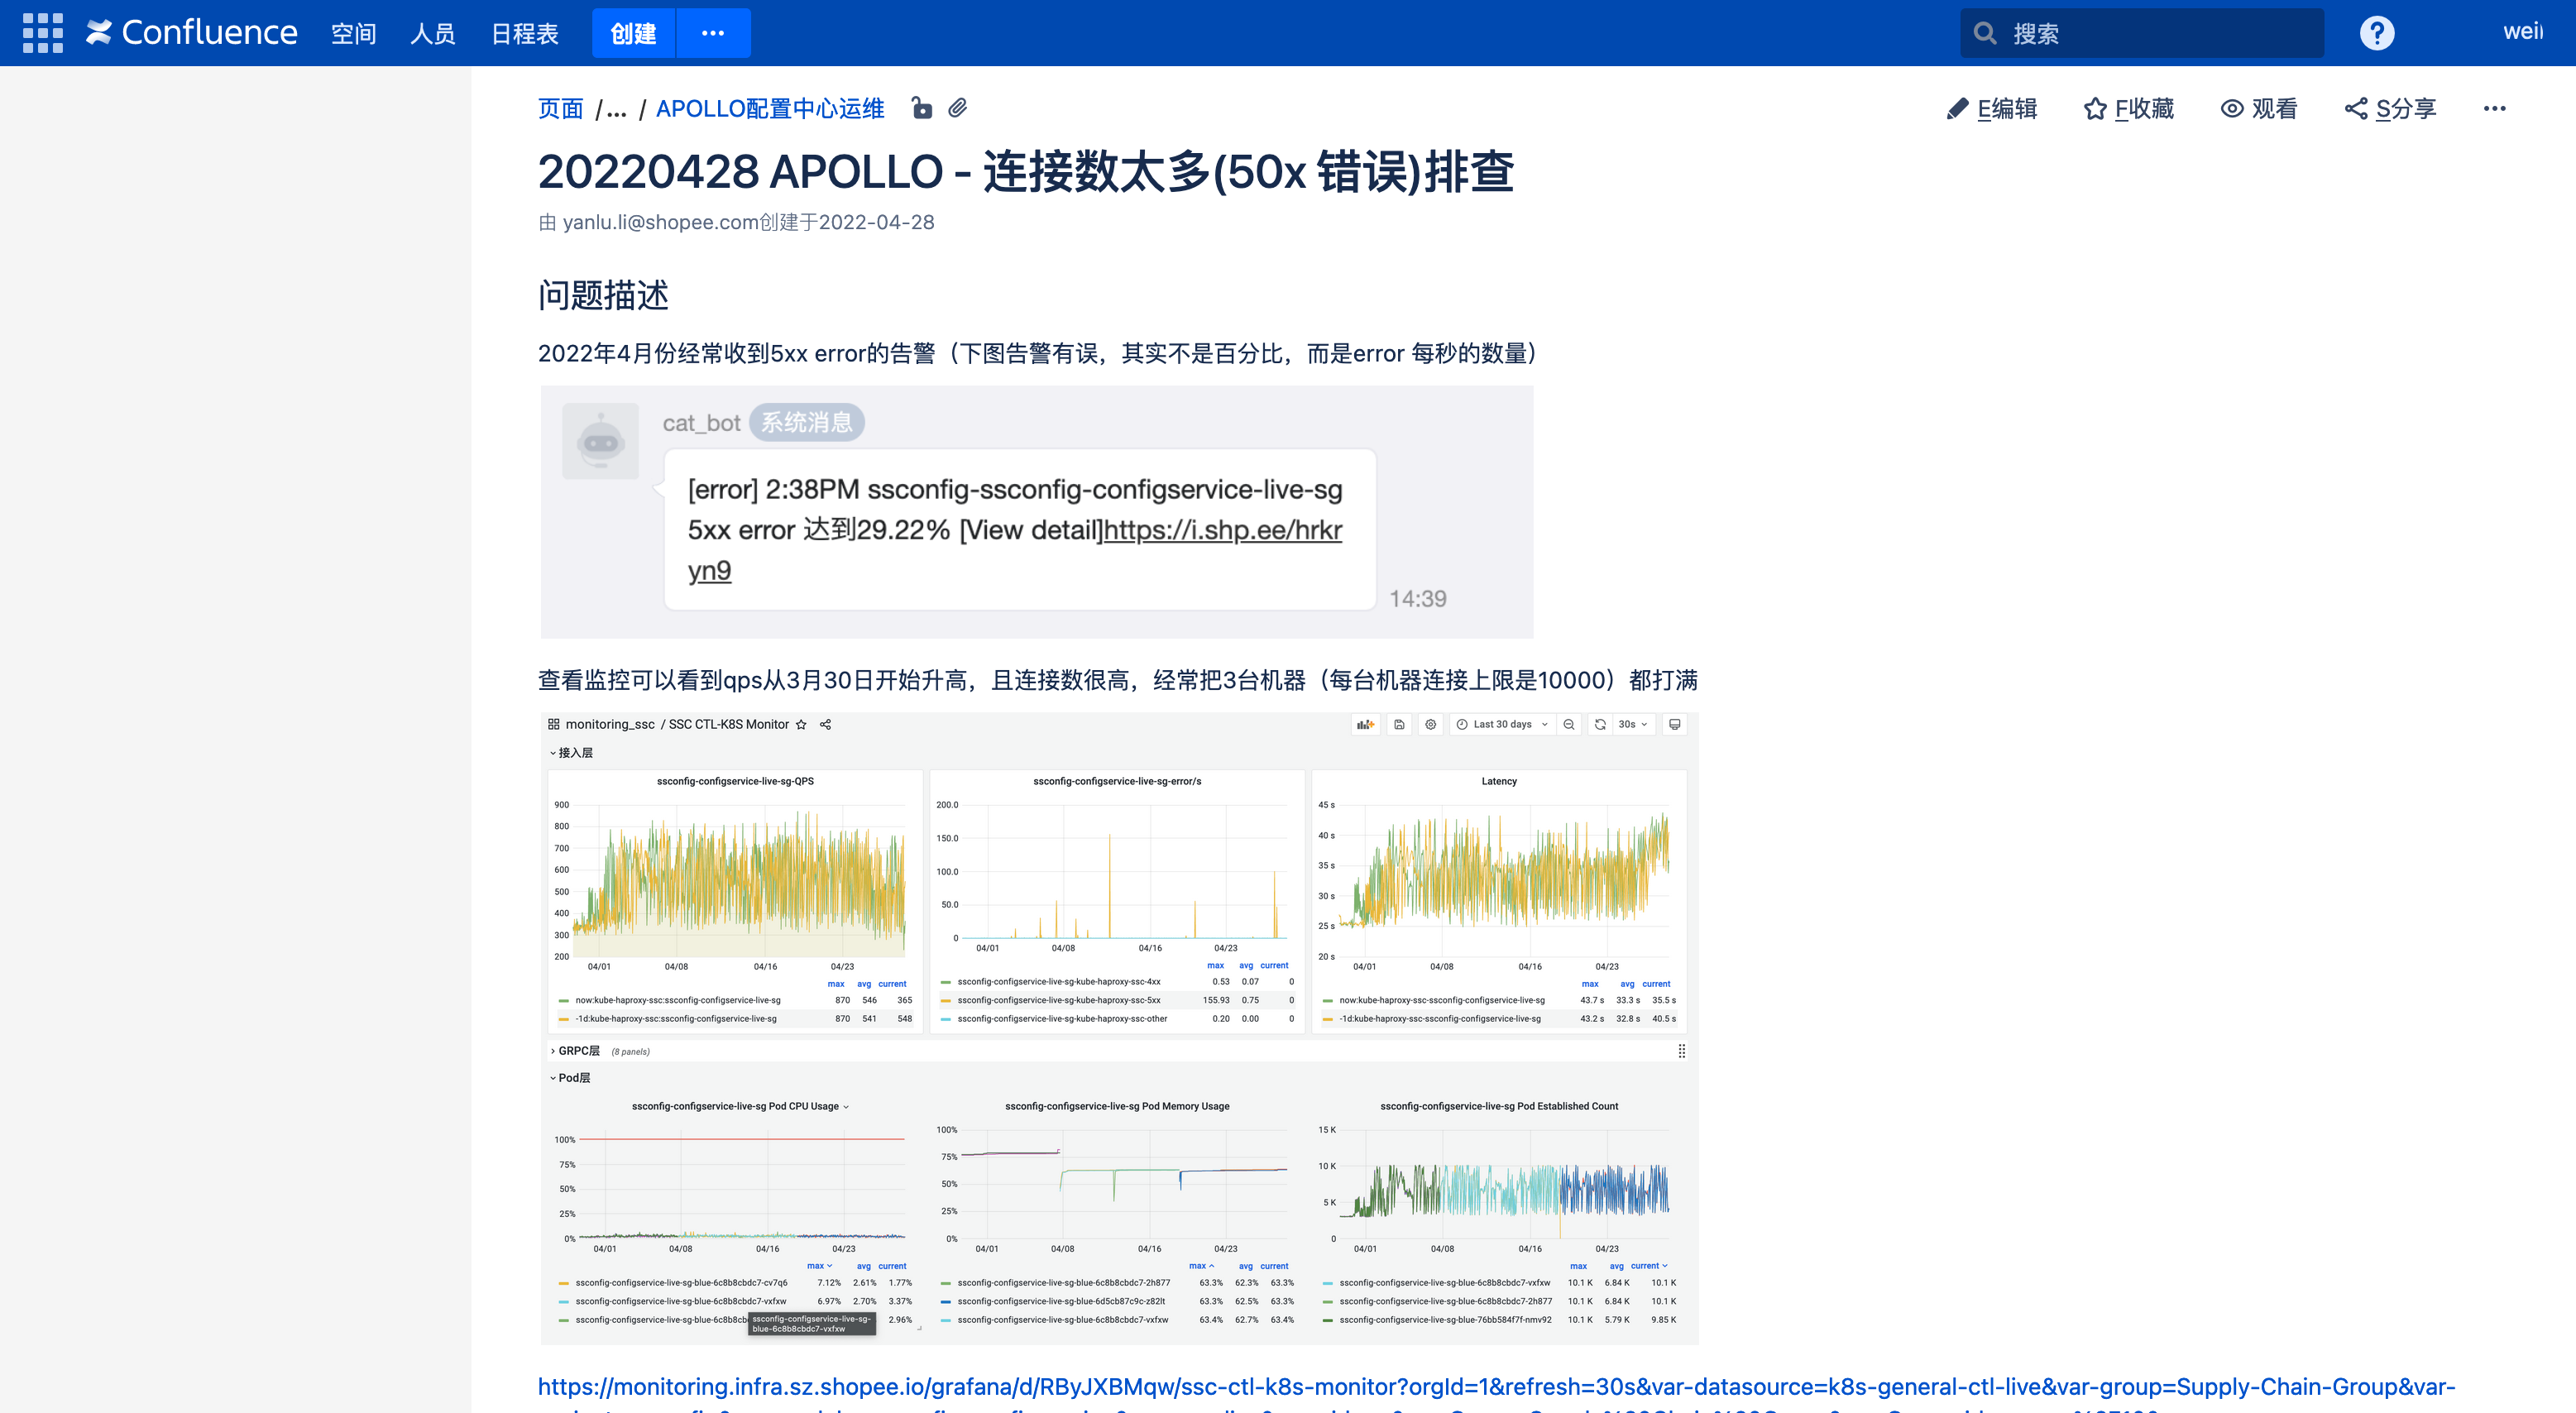 Confluence 空间 人员 日程表 创建 ··· 搜索 ? wei
页面 /... / APOLLO配置中心运维 E编辑 F收藏 观看 S分享 ···
20220428 APOLLO - 连接数太多(50x 错误)排查
由 yanlu.li@shopee.com创建于2022-04-28
问题描述
2022年4月份经常收到5xx error的告警（下图告警有误，其实不是百分比，而是error 每秒的数量）
cat_bot 系统消息
[error] 2:38PM ssconfig-ssconfig-configservice-live-sg
5xx error 达到29.22% [View detail]https://i.shp.ee/hrkr
yn9
14:39
查看监控可以看到qps从3月30日开始升高，且连接数很高，经常把3台机器（每台机器连接上限是10000）都打满
monitoring_ssc / SSC CTL-K8S Monitor Last 30 days 30s
接入层
ssconfig-configservice-live-sg-QPS
900
800
700
600
500
400
300
200
04/01 04/08 04/16 04/23
max avg current
now:kube-haproxy-ssc:ssconfig-configservice-live-sg 870 546 365
-1d:kube-haproxy-ssc:ssconfig-configservice-live-sg 870 541 548
ssconfig-configservice-live-sg-error/s
200.0
150.0
100.0
50.0
0
04/01 04/08 04/16 04/23
max avg current
ssconfig-configservice-live-sg-kube-haproxy-ssc-4xx 0.53 0.07 0
ssconfig-configservice-live-sg-kube-haproxy-ssc-5xx 155.93 0.75 0
ssconfig-configservice-live-sg-kube-haproxy-ssc-other 0.20 0.00 0
Latency
45 s
40 s
35 s
30 s
25 s
20 s
04/01 04/08 04/16 04/23
max avg current
now:kube-haproxy-ssc-ssconfig-configservice-live-sg 43.7 s 33.3 s 35.5 s
-1d:kube-haproxy-ssc-ssconfig-configservice-live-sg 43.2 s 32.8 s 40.5 s
GRPC层 (8 panels)
Pod层
ssconfig-configservice-live-sg Pod CPU Usage
100%
75%
50%
25%
0%
04/01 04/08 04/16 04/23
max avg current
ssconfig-configservice-live-sg-blue-6c8b8cbdc7-cv7q6 7.12% 2.61% 1.77%
ssconfig-configservice-live-sg-blue-6c8b8cbdc7-vxfxw 6.97% 2.70% 3.37%
ssconfig-configservice-live-sg-blue-6c8b8cb 2.96%
ssconfig-configservice-live-sg-
blue-6c8b8cbdc7-vxfxw
ssconfig-configservice-live-sg Pod Memory Usage
100%
75%
50%
25%
0%
04/01 04/08 04/16 04/23
max avg current
ssconfig-configservice-live-sg-blue-6c8b8cbdc7-2h877 63.3% 62.3% 63.3%
ssconfig-configservice-live-sg-blue-6d5cb87c9c-z82lt 63.3% 62.5% 63.3%
ssconfig-configservice-live-sg-blue-6c8b8cbdc7-vxfxw 63.4% 62.7% 63.4%
ssconfig-configservice-live-sg Pod Established Count
15 K
10 K
5 K
0
04/01 04/08 04/16 04/23
max avg current
ssconfig-configservice-live-sg-blue-6c8b8cbdc7-vxfxw 10.1 K 6.84 K 10.1 K
ssconfig-configservice-live-sg-blue-6c8b8cbdc7-2h877 10.1 K 6.84 K 10.1 K
ssconfig-configservice-live-sg-blue-76bb584f7f-nmv92 10.1 K 5.79 K 9.85 K
https://monitoring.infra.sz.shopee.io/grafana/d/RByJXBMqw/ssc-ctl-k8s-monitor?orgId=1&refresh=30s&var-datasource=k8s-general-ctl-live&var-group=Supply-Chain-Group&var-